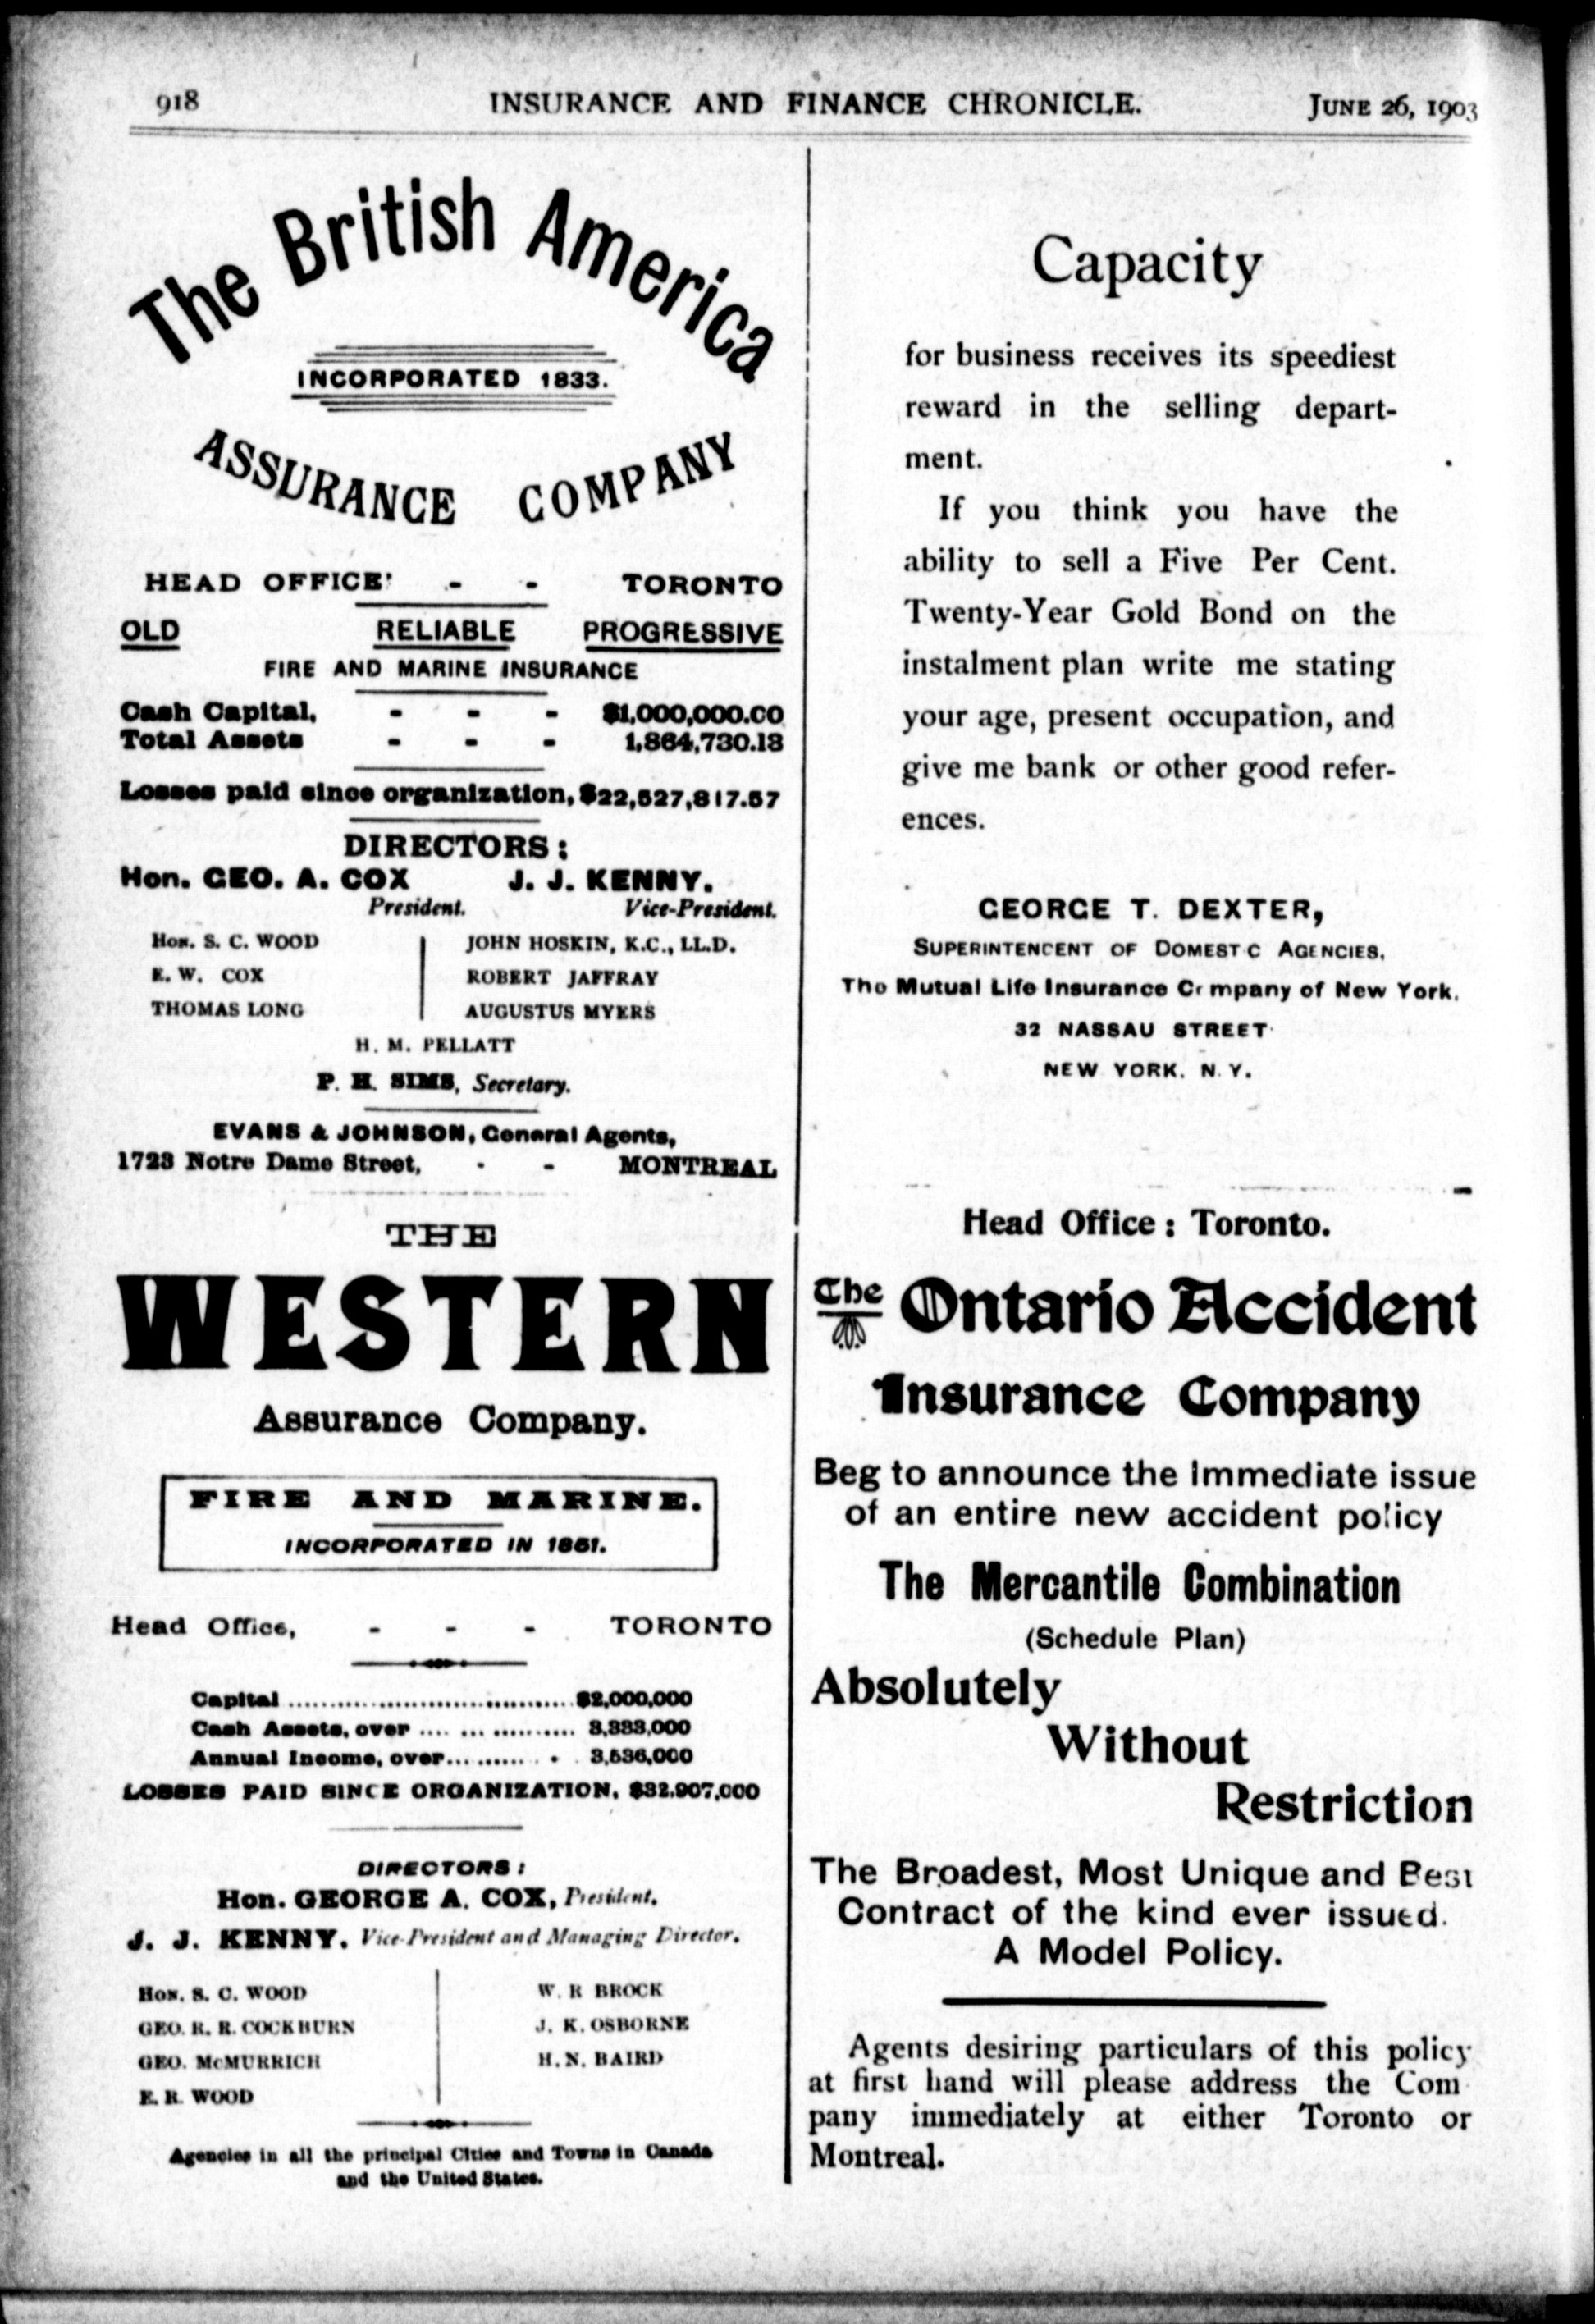 918 INSURANCE AND FINANCE CHRONICLE. JUNE 26, 1903
The British America
INCORPORATED 1833.
ASSURANCE COMPANY
HEAD OFFICE' - - TORONTO
OLD RELIABLE PROGRESSIVE
FIRE AND MARINE INSURANCE
Cash Capital, - - - $1,000,000.00
Total Assets - - - 1,864,730.13
Losses paid since organization, $22,527,817.57
DIRECTORS:
Hon. GEO. A. COX J. J. KENNY.
President. Vice-President.
Hon. S. C. WOOD JOHN HOSKIN, K.C., LL.D.
E. W. COX ROBERT JAFFRAY
THOMAS LONG AUGUSTUS MYERS
H. M. PELLATT
P. H. SIMS, Secretary.
EVANS & JOHNSON, General Agents,
1723 Notre Dame Street, - - MONTREAL
THE
WESTERN
Assurance Company.
FIRE AND MARINE.
INCORPORATED IN 1851.
Head Office, - - - TORONTO
Capital ........................................ $2,000,000
Cash Assets, over .... ... .......... 3,333,000
Annual Income, over... ....... . . 3,536,000
LOSSES PAID SINCE ORGANIZATION, $32,907,000
DIRECTORS:
Hon. GEORGE A. COX, President.
J. J. KENNY, Vice-President and Managing Director.
Hon. S. C. WOOD W. R BROCK
GEO. R. R. COCKBURN J. K. OSBORNE
GEO. McMURRICH H. N. BAIRD
E. R. WOOD
Agencies in all the principal Cities and Towns in Canada
and the United States.
Capacity
for business receives its speediest
reward in the selling depart-
ment.
If you think you have the
ability to sell a Five Per Cent.
Twenty-Year Gold Bond on the
instalment plan write me stating
your age, present occupation, and
give me bank or other good refer-
ences.
GEORGE T. DEXTER,
SUPERINTENDENT OF DOMESTIC AGENCIES,
The Mutual Life Insurance Company of New York,
32 NASSAU STREET
NEW YORK. N. Y.
Head Office: Toronto.
The Ontario Accident
Insurance Company
Beg to announce the immediate issue
of an entire new accident policy
The Mercantile Combination
(Schedule Plan)
Absolutely
Without
Restriction
The Broadest, Most Unique and Best
Contract of the kind ever issued.
A Model Policy.
Agents desiring particulars of this policy
at first hand will please address the Com
pany immediately at either Toronto or
Montreal.